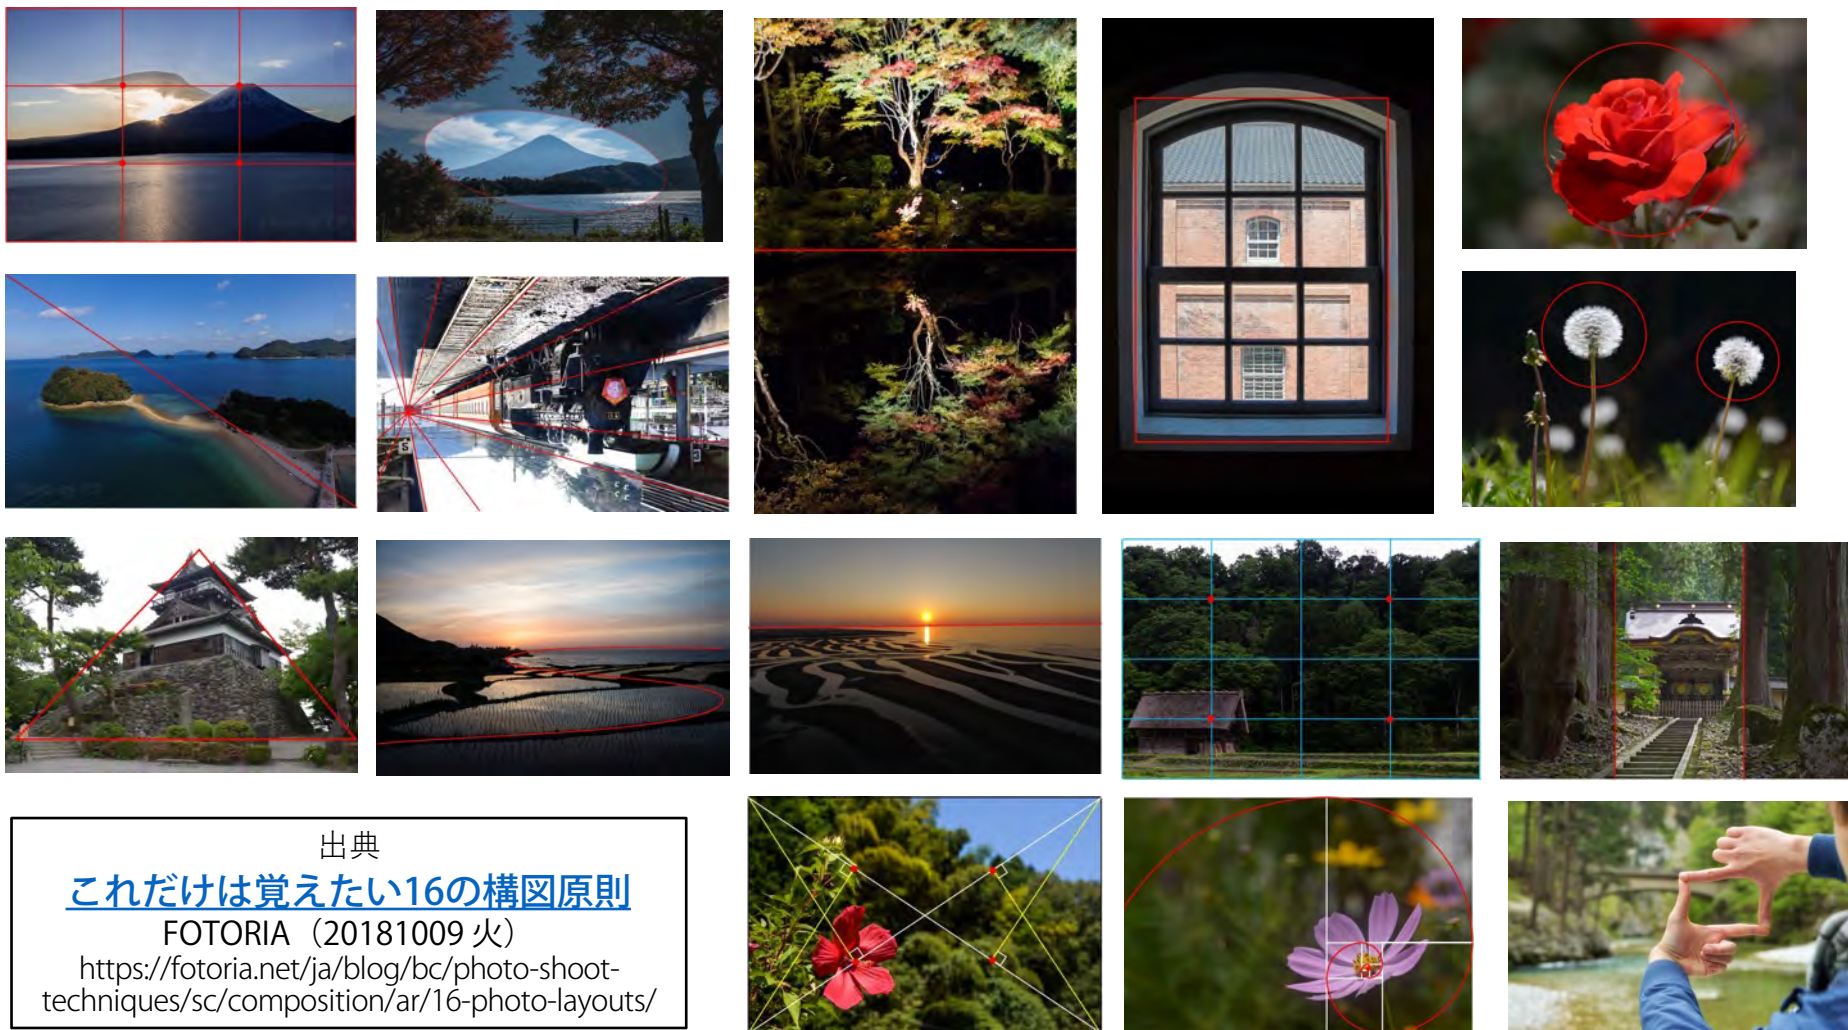 出典
これだけは覚えたい16の構図原則
FOTORIA（20181009 火）
https://fotoria.net/ja/blog/bc/photo-shoot-
techniques/sc/composition/ar/16-photo-layouts/